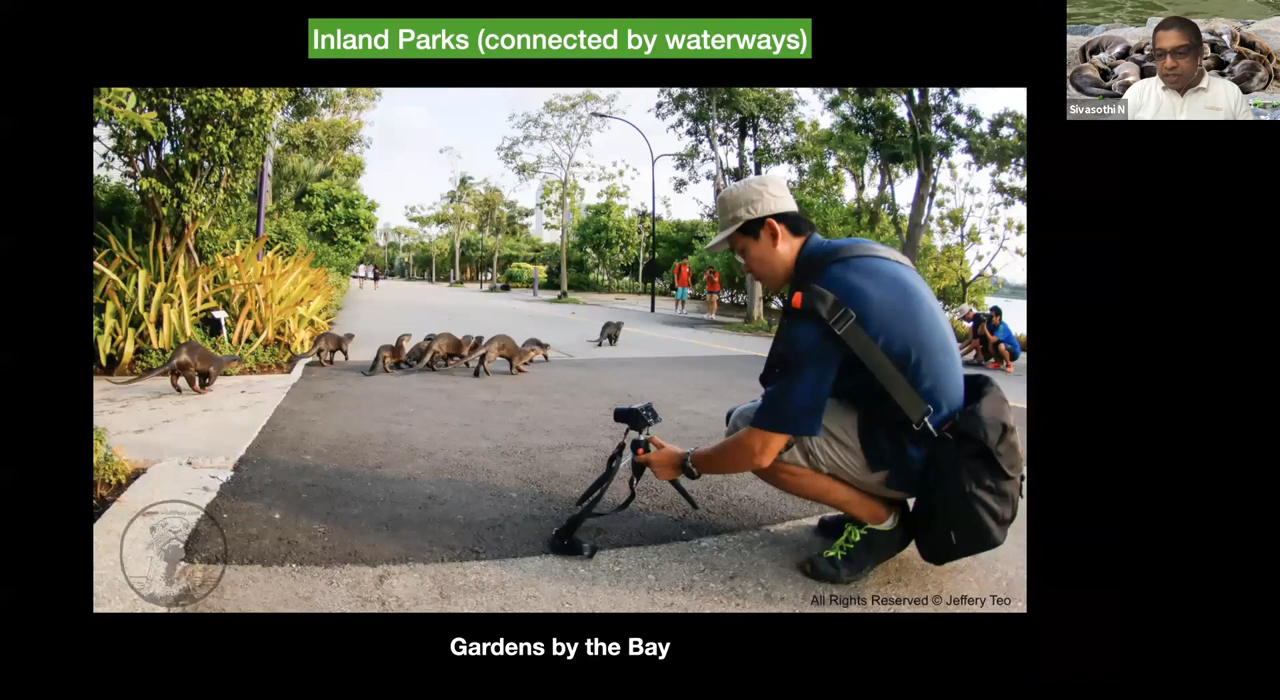 Inland Parks (connected by waterways)
Sivasothi N
All Rights Reserved © Jeffery Teo
Gardens by the Bay